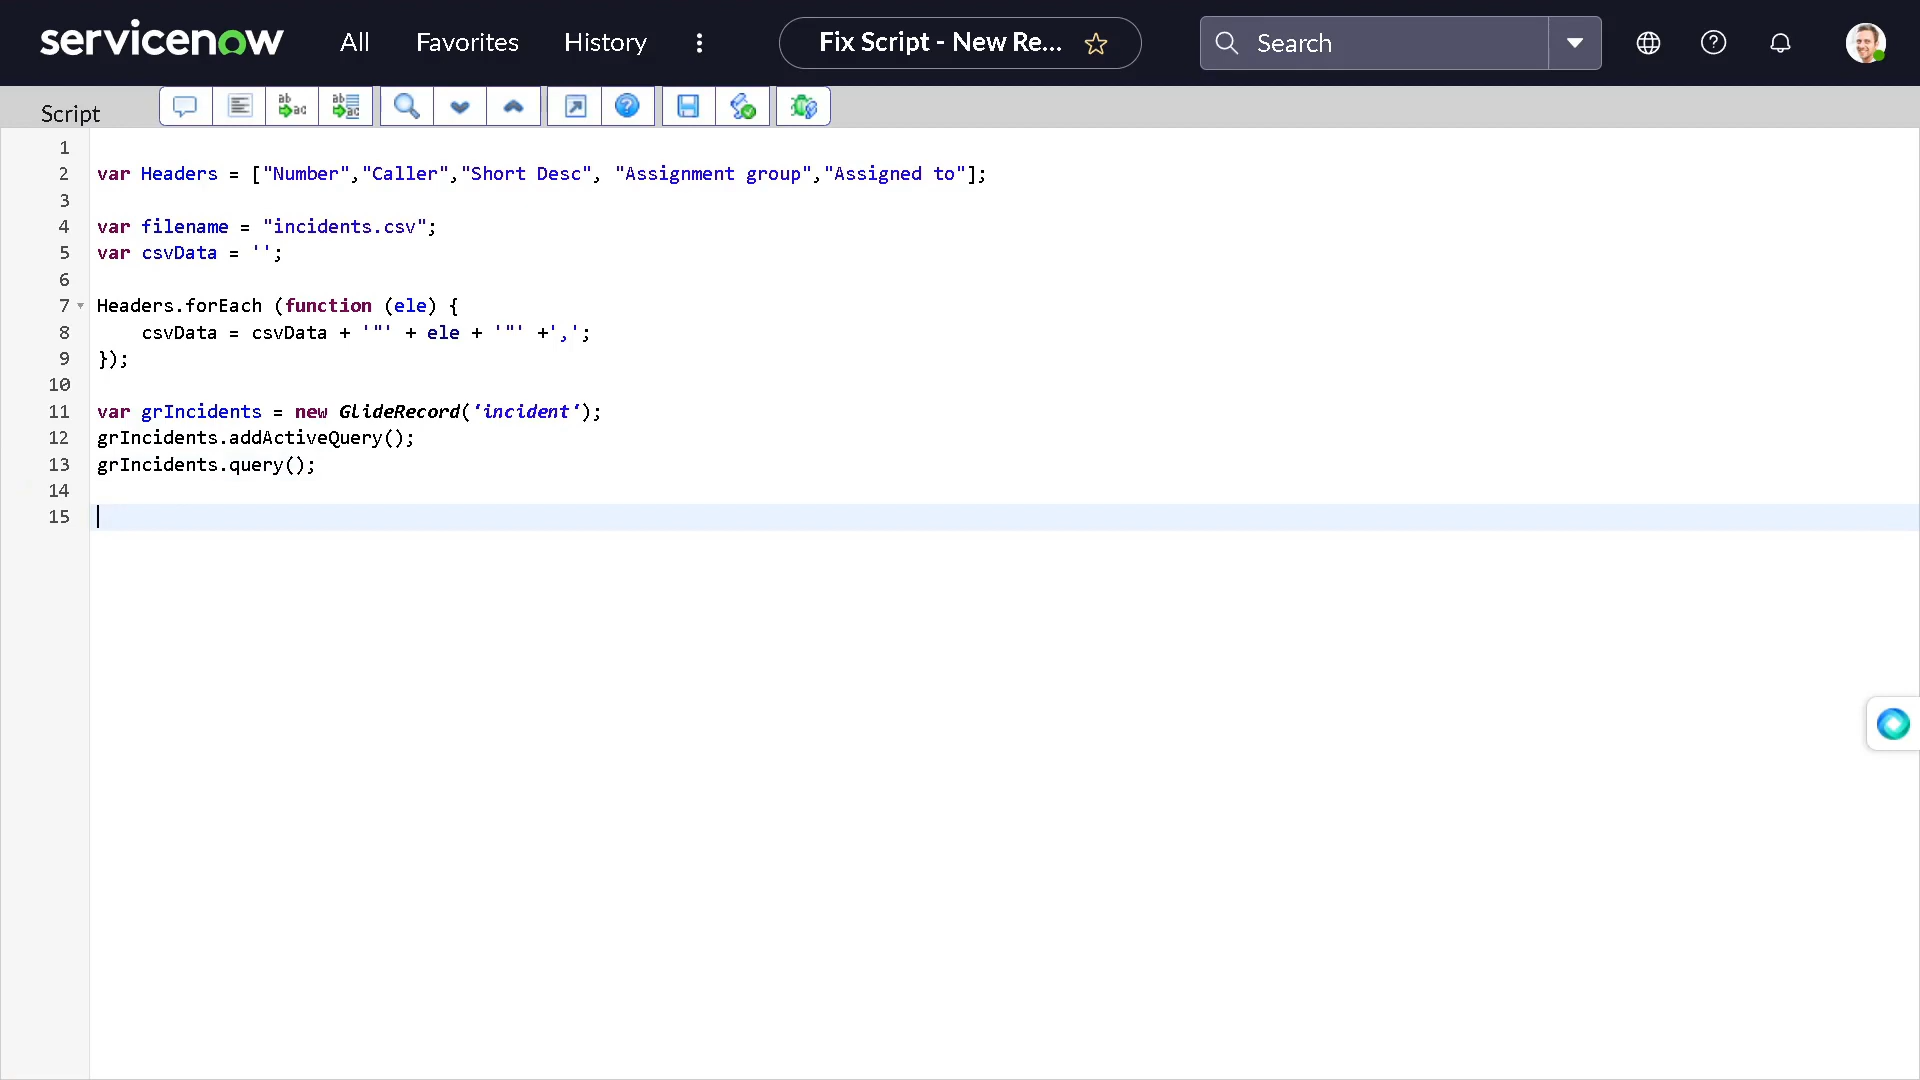 servicenow All Favorites History Fix Script - New Re... Search
Script
1
2 var Headers = ["Number","Caller","Short Desc", "Assignment group","Assigned to"];
3
4 var filename = "incidents.csv";
5 var csvData = '';
6
7 Headers.forEach (function (ele) {
8     csvData = csvData + '"' + ele + '"' +',';
9 });
10
11 var grIncidents = new GlideRecord('incident');
12 grIncidents.addActiveQuery();
13 grIncidents.query();
14
15